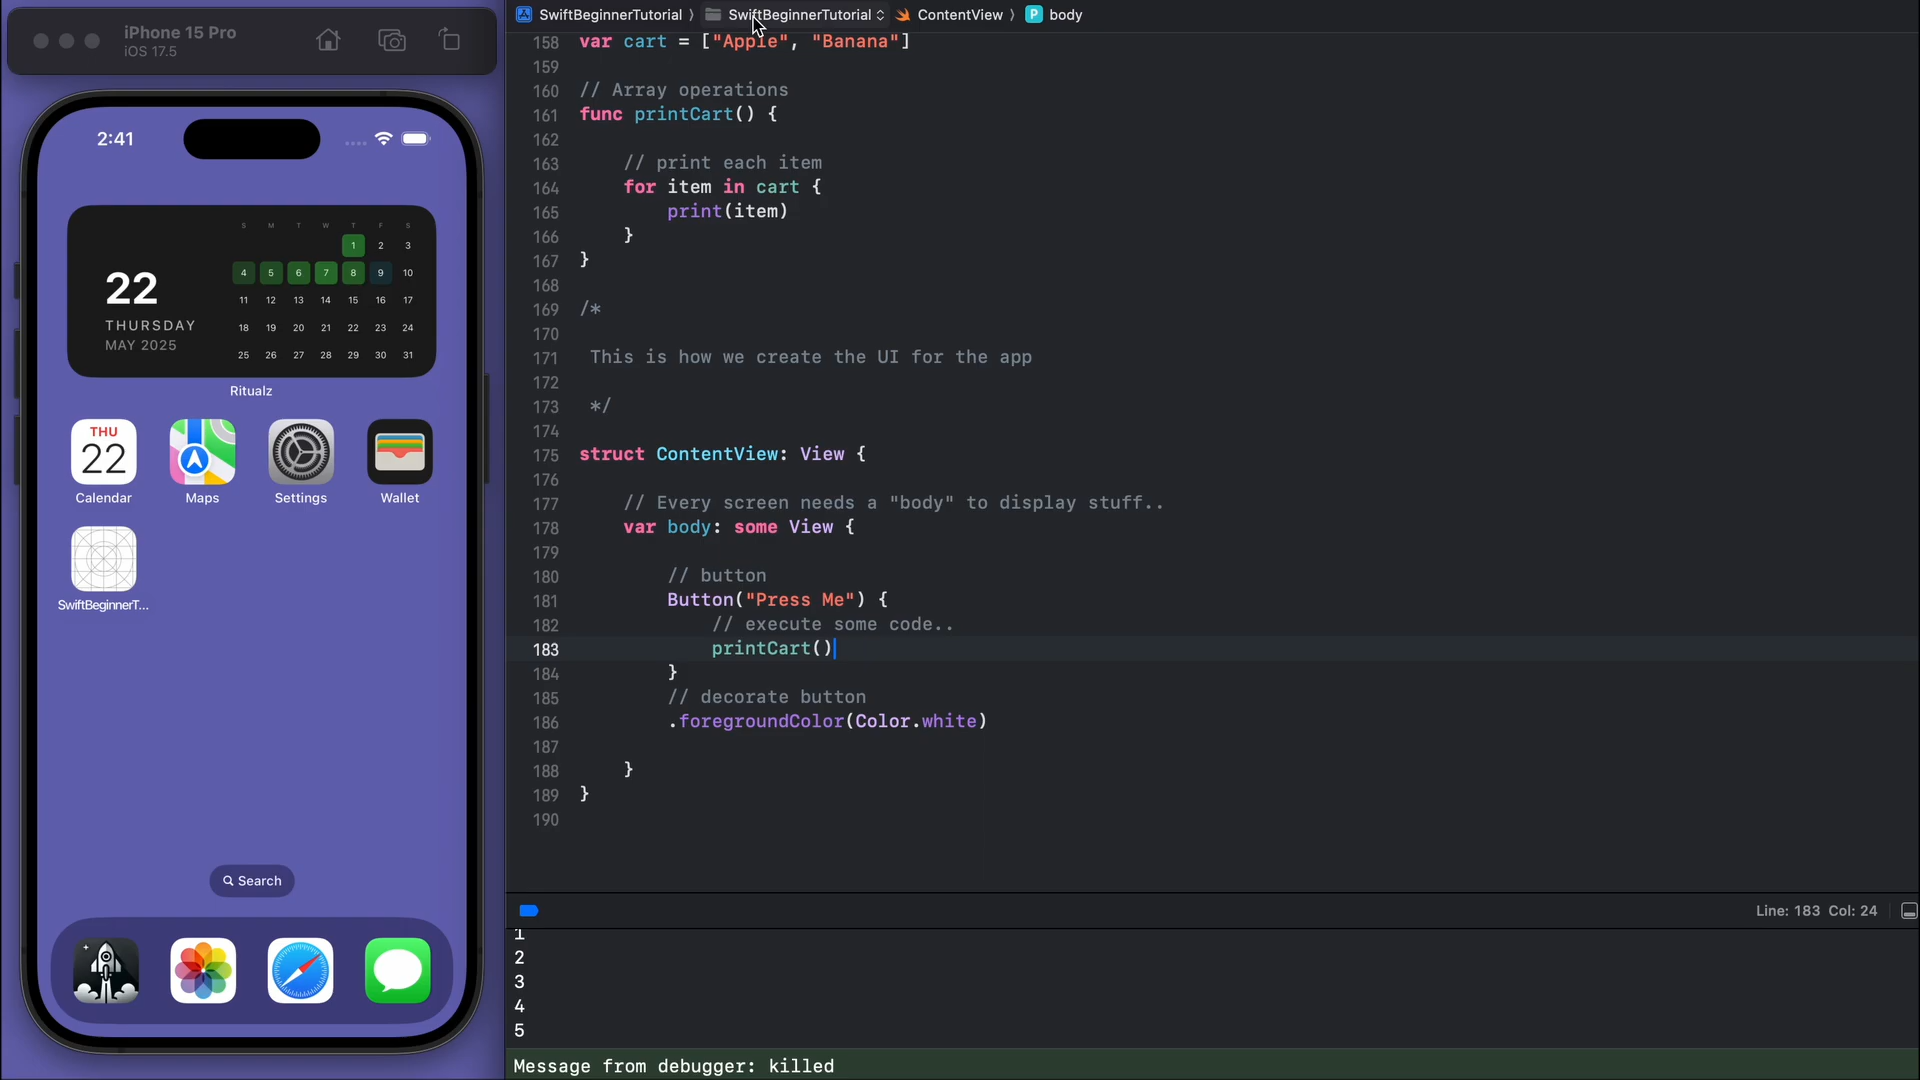 iPhone 15 Pro
iOS 17.5
2:41
S M T W T F S
1 2 3
22 4 5 6 7 8 9 10
11 12 13 14 15 16 17
THURSDAY 18 19 20 21 22 23 24
MAY 2025
25 26 27 28 29 30 31
Ritualz
THU
22
Calendar Maps Settings Wallet
SwiftBeginnerT...
Search
SwiftBeginnerTutorial 〉 SwiftBeginnerTutorial ContentView 〉 P body
158 var cart = ["Apple", "Banana"]
159
160 // Array operations
161 func printCart() {
162
163 // print each item
164 for item in cart {
165 print(item)
166 }
167 }
168
169 /*
170
171 This is how we create the UI for the app
172
173 */
174
175 struct ContentView: View {
176
177 // Every screen needs a "body" to display stuff..
178 var body: some View {
179
180 // button
181 Button("Press Me") {
182 // execute some code..
183 printCart()
184 }
185 // decorate button
186 .foregroundColor(Color.white)
187
188 }
189 }
190
Line: 183 Col: 24
1
2
3
4
5
Message from debugger: killed